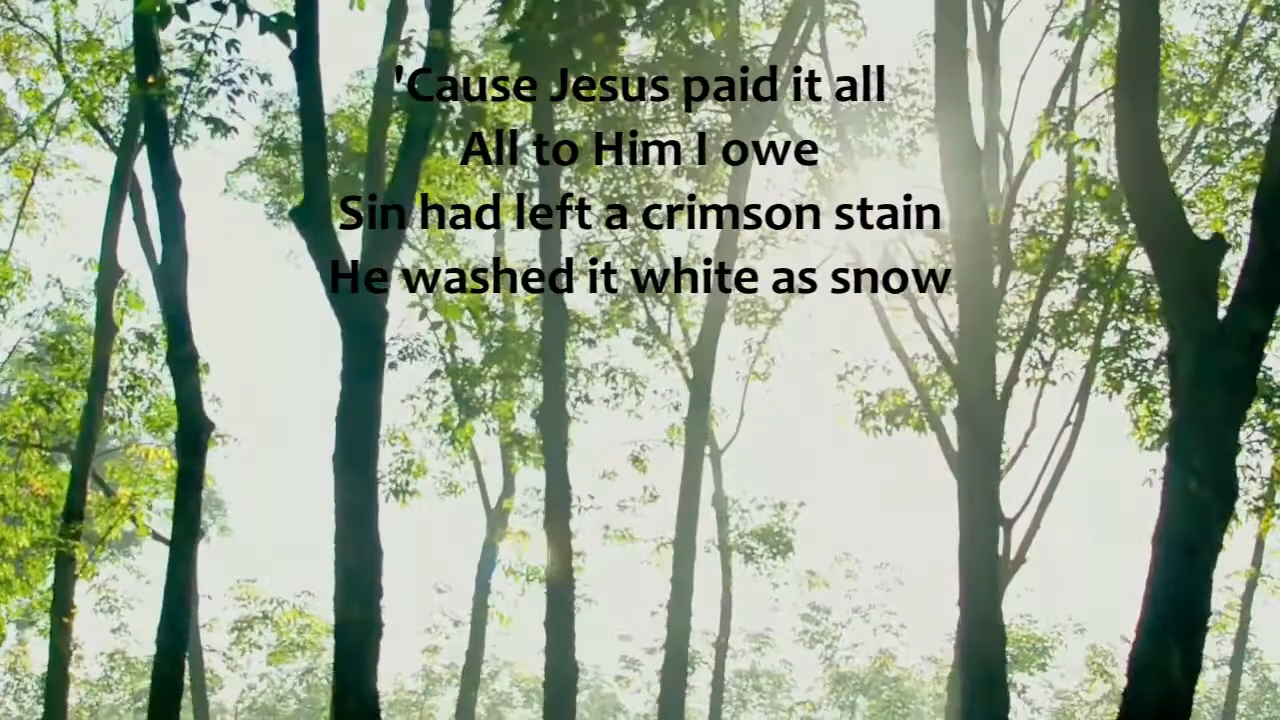 'Cause Jesus paid it all
All to Him I owe
Sin had left a crimson stain
He washed it white as snow